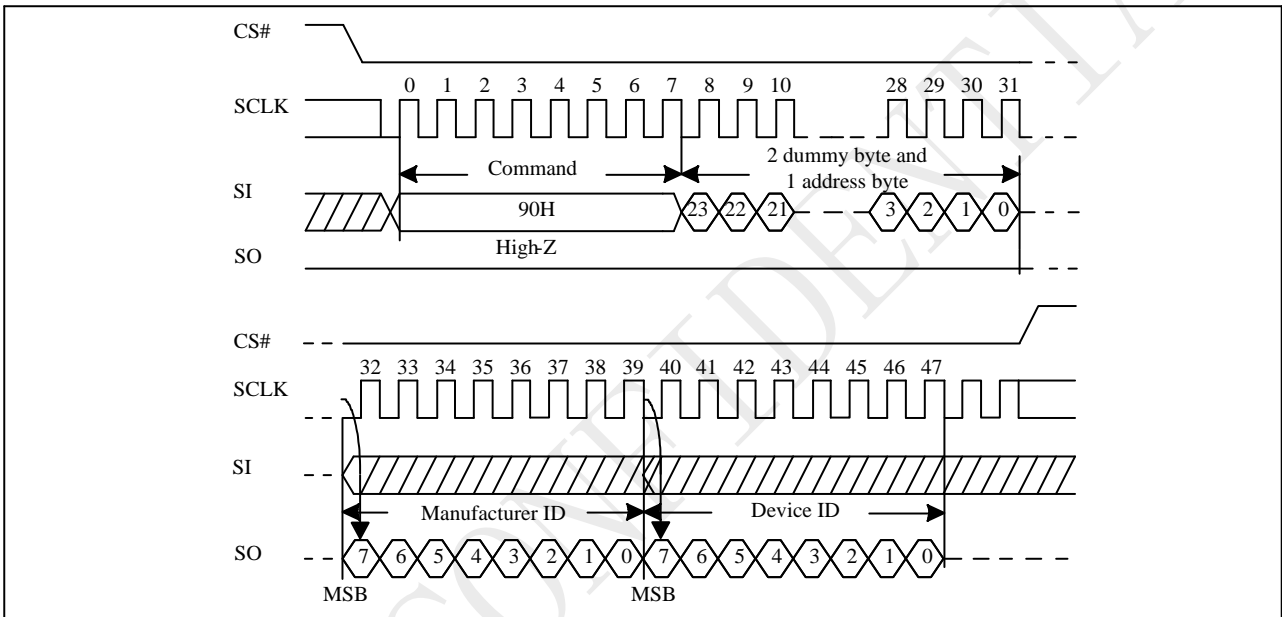 CS#
0 1 2 3 4 5 6 7 8 9 10 28 29 30 31
SCLK
Command
2 dummy byte and
1 address byte
SI
90H
23 22 21 3 2 1 0
High-Z
SO
CS#
32 33 34 35 36 37 38 39 40 41 42 43 44 45 46 47
SCLK
SI
Manufacturer ID Device ID
SO
7 6 5 4 3 2 1 0 7 6 5 4 3 2 1 0
MSB MSB
CONFIDENTIA